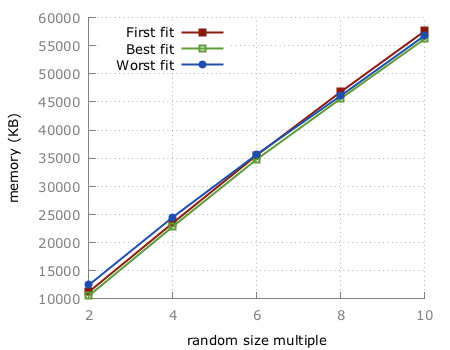 60000
55000
50000
45000
40000
35000
30000
25000
20000
15000
10000
First fit
Best fit
Worst fit
memory (KB)
2 4 6 8 10
random size multiple